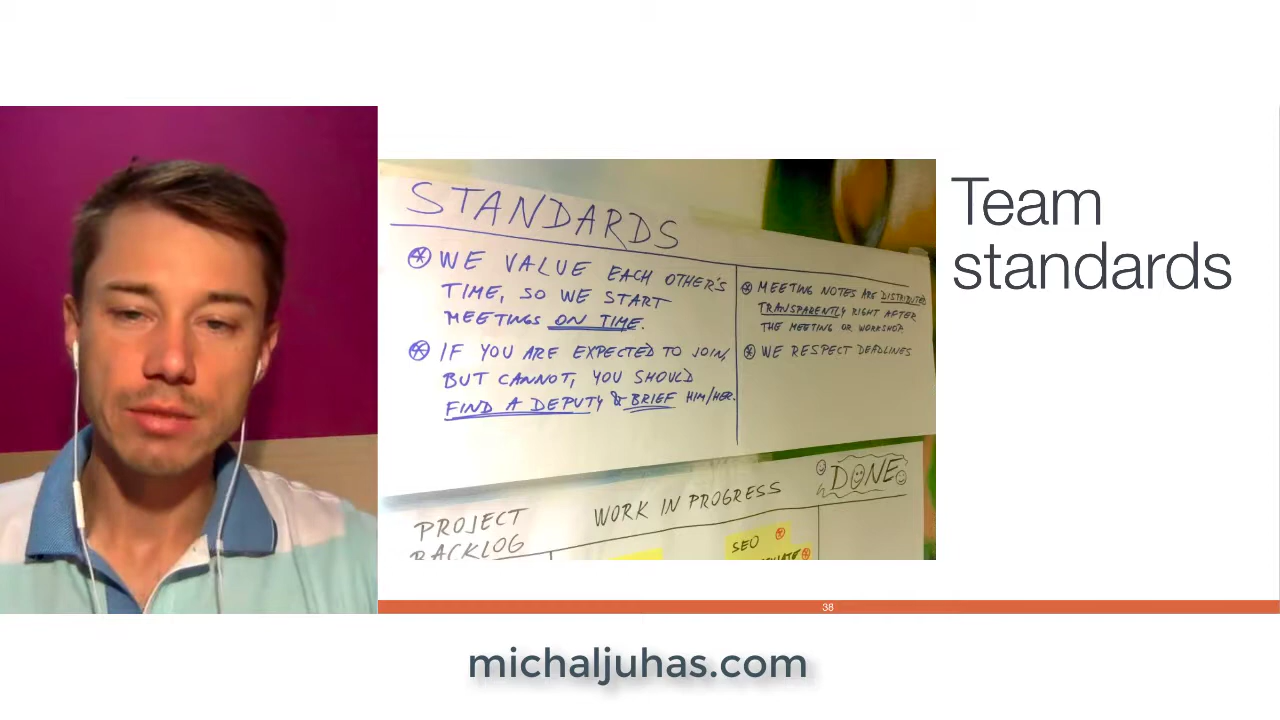 STANDARDS
WE VALUE EACH OTHER'S
TIME, SO WE START
MEETINGS ON TIME.
IF YOU ARE EXPECTED TO JOIN,
BUT CANNOT, YOU SHOULD
FIND A DEPUTY & BRIEF HIM/HER.
MEETING NOTES ARE DISTRIBUTED
TRANSPARENTLY RIGHT AFTER
THE MEETING OR WORKSHOP
WE RESPECT DEADLINES
PROJECT
BACKLOG
WORK IN PROGRESS
DONE
SEO
Team
standards
38
michaljuhas.com